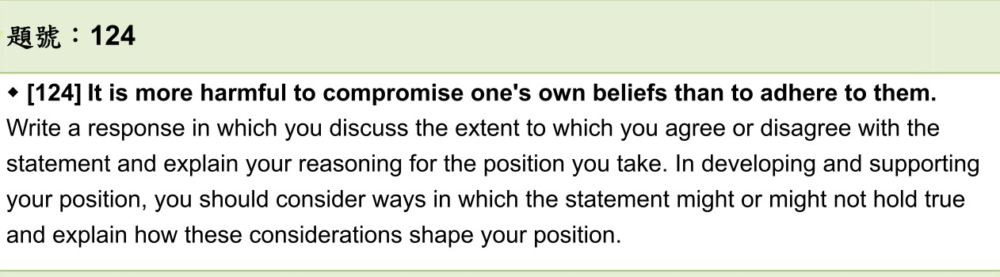 題號：124
◆ [124] It is more harmful to compromise one's own beliefs than to adhere to them.
Write a response in which you discuss the extent to which you agree or disagree with the
statement and explain your reasoning for the position you take. In developing and supporting
your position, you should consider ways in which the statement might or might not hold true
and explain how these considerations shape your position.